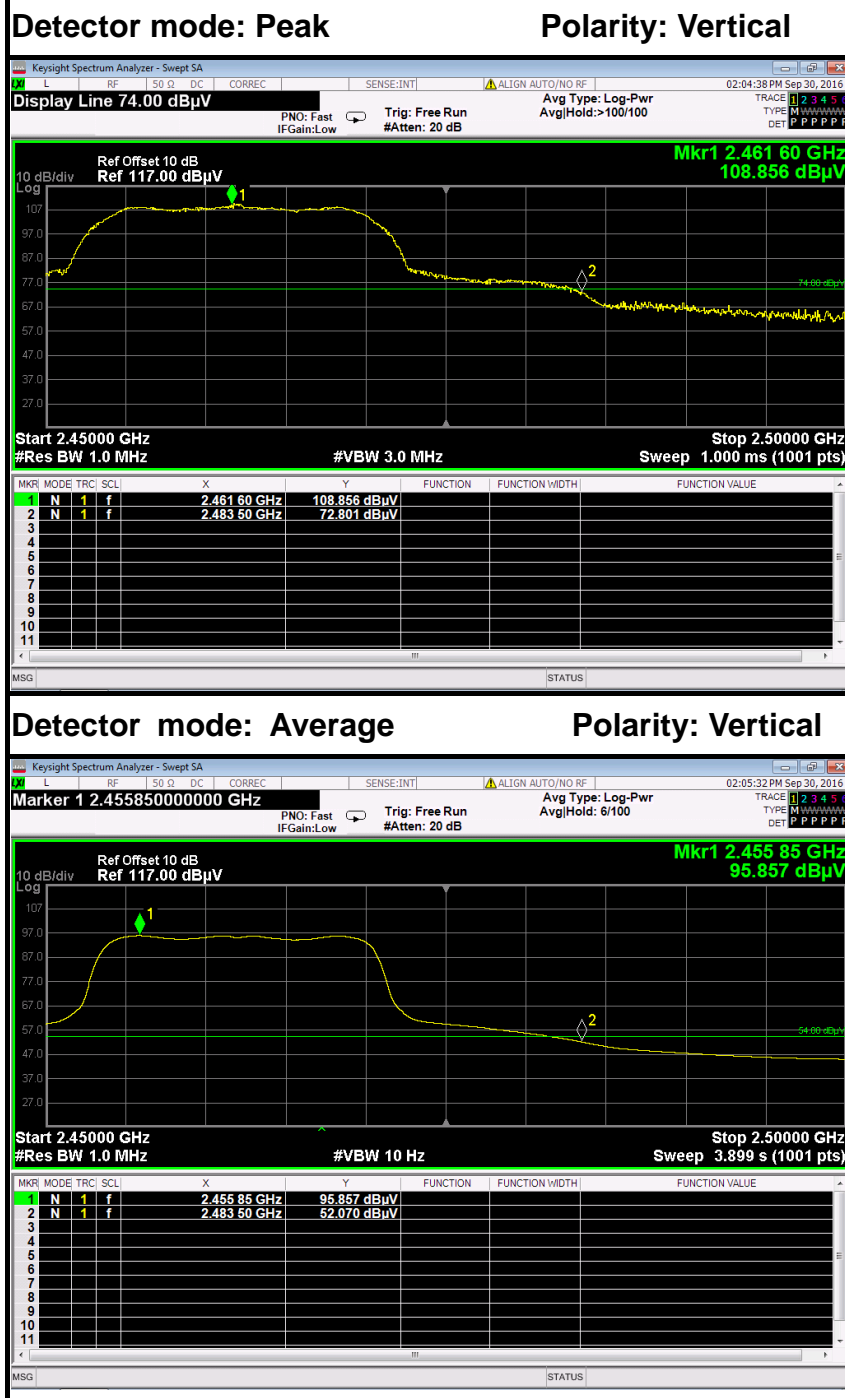 Detector mode: Peak Polarity: Vertical
Keysight Spectrum Analyzer - Swept SA
LXI L RF 50 Ω DC CORREC SENSE:INT ALIGN AUTO/NO RF 02:04:38 PM Sep 30, 2016
Display Line 74.00 dBµV
PNO: Fast
IFGain:Low
Trig: Free Run
#Atten: 20 dB
Avg Type: Log-Pwr
Avg|Hold:>100/100
TRACE 1 2 3 4 5 6
TYPE M WWWWW
DET P P P P P P
Mkr1 2.461 60 GHz
108.856 dBµV
Ref Offset 10 dB
10 dB/div Ref 117.00 dBµV
Log
1
107
97.0
87.0
2
77.0
74.00 dBµV
67.0
57.0
47.0
37.0
27.0
Start 2.45000 GHz Stop 2.50000 GHz
#Res BW 1.0 MHz #VBW 3.0 MHz Sweep 1.000 ms (1001 pts)
MKR MODE TRC SCL X Y FUNCTION FUNCTION WIDTH FUNCTION VALUE
1 N 1 f 2.461 60 GHz 108.856 dBµV
2 N 1 f 2.483 50 GHz 72.801 dBµV
3
4
5
6
7
8
9
10
11
MSG STATUS
Detector mode: Average Polarity: Vertical
Keysight Spectrum Analyzer - Swept SA
LXI L RF 50 Ω DC CORREC SENSE:INT ALIGN AUTO/NO RF 02:05:32 PM Sep 30, 2016
Marker 1 2.455850000000 GHz
PNO: Fast
IFGain:Low
Trig: Free Run
#Atten: 20 dB
Avg Type: Log-Pwr
Avg|Hold: 6/100
TRACE 1 2 3 4 5 6
TYPE M WWWWW
DET P P P P P P
Mkr1 2.455 85 GHz
95.857 dBµV
Ref Offset 10 dB
10 dB/div Ref 117.00 dBµV
Log
107
1
97.0
87.0
77.0
67.0
57.0
2
54.00 dBµV
47.0
37.0
27.0
Start 2.45000 GHz Stop 2.50000 GHz
#Res BW 1.0 MHz #VBW 10 Hz Sweep 3.899 s (1001 pts)
MKR MODE TRC SCL X Y FUNCTION FUNCTION WIDTH FUNCTION VALUE
1 N 1 f 2.455 85 GHz 95.857 dBµV
2 N 1 f 2.483 50 GHz 52.070 dBµV
3
4
5
6
7
8
9
10
11
MSG STATUS